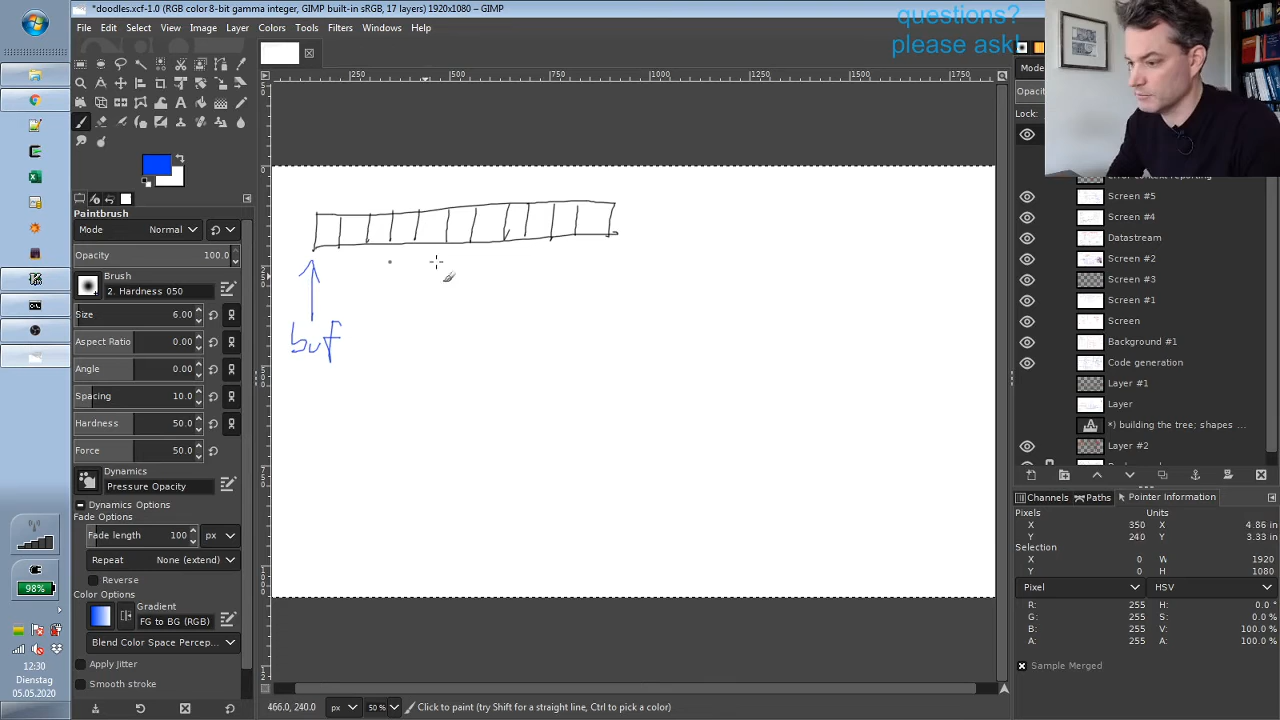 *doodles.xcf-1.0 (RGB color 8-bit gamma integer, GIMP built-in sRGB, 17 layers) 1920x1080 – GIMP
questions?
please ask!
File Edit Select View Image Layer Colors Tools Filters Windows Help
250 500 750 1000 1250 1500 1750
Mode
Opacit
Lock:
Paintbrush
Mode Normal
Opacity 100.0
Brush
2. Hardness 050
Size 6.00
Aspect Ratio 0.00
Angle 0.00
Spacing 10.0
Hardness 50.0
Force 50.0
Dynamics
Pressure Opacity
Dynamics Options
Fade Options
Fade length 100 px
Repeat None (extend)
Reverse
Color Options
Gradient
FG to BG (RGB)
Blend Color Space Percep...
Apply Jitter
Smooth stroke
buf
error context reporting
Screen #5
Screen #4
Datastream
Screen #2
Screen #3
Screen #1
Screen
Background #1
Code generation
Layer #1
Layer
*) building the tree; shapes ...
Layer #2
Channels Paths Pointer Information
Pixels Units
X 350 X 4.86 in
Y 240 Y 3.33 in
Selection
X 0 W 1920
Y 0 H 1080
Pixel HSV
R: 255 H: 0.0 °
G: 255 S: 0.0 %
B: 255 V: 100.0 %
A: 255 A: 100.0 %
Sample Merged
98%
12:30
Dienstag
05.05.2020
466.0, 240.0 px 50 % Click to paint (try Shift for a straight line, Ctrl to pick a color)